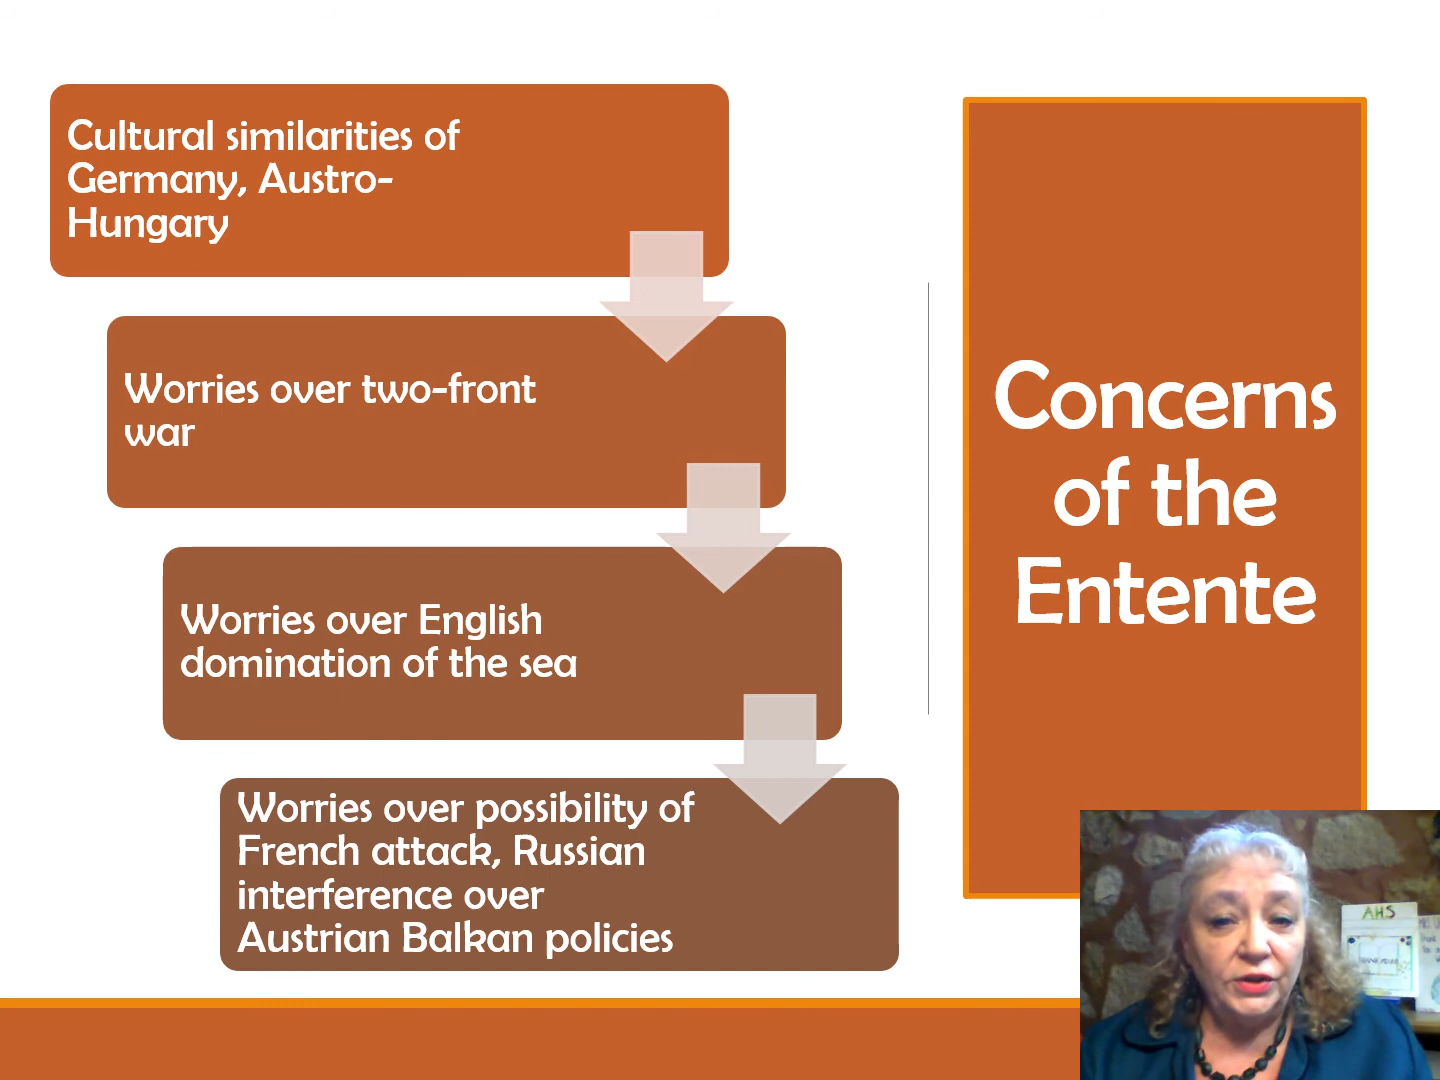 Cultural similarities of
Germany, Austro-
Hungary
Worries over two-front
war
Worries over English
domination of the sea
Worries over possibility of
French attack, Russian
interference over
Austrian Balkan policies
Concerns
of the
Entente
AHS